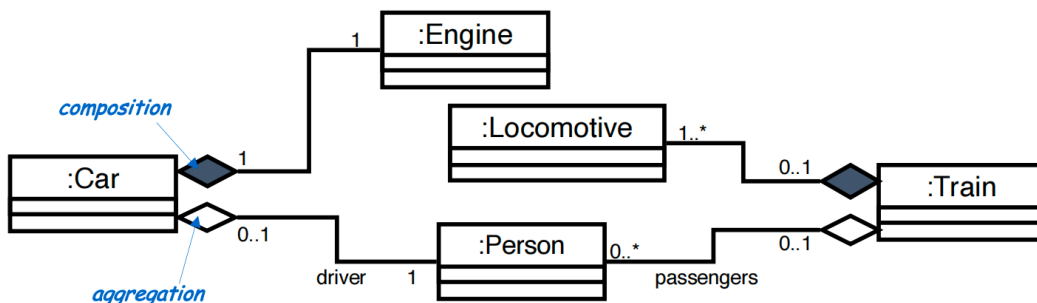 :Engine
1
composition
:Locomotive
1..*
:Car
1
0..1
:Train
0..1
:Person
0..*
0..1
driver
1
passengers
aggregation